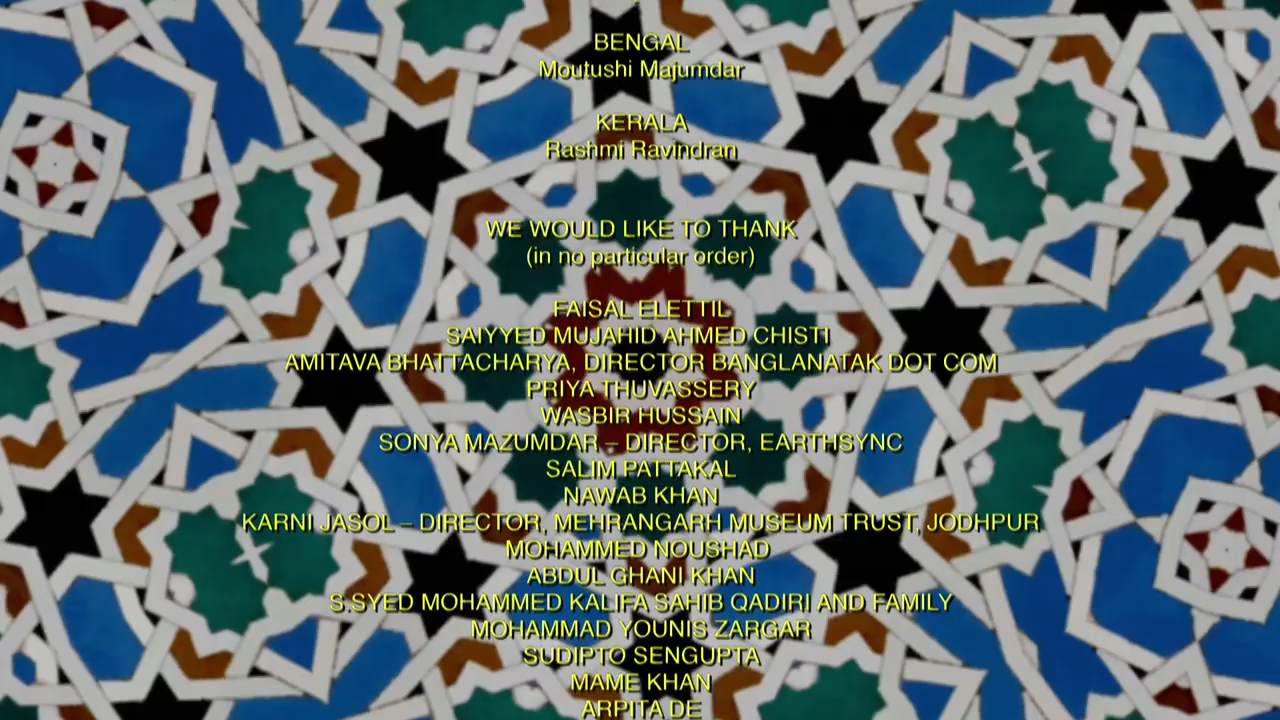 BENGAL
Moutushi Majumdar
KERALA
Rashmi Ravindran
WE WOULD LIKE TO THANK
(in no particular order)
FAISAL ELETTIL
SAIYYED MUJAHID AHMED CHISTI
AMITAVA BHATTACHARYA, DIRECTOR BANGLANATAK DOT COM
PRIYA THUVASSERY
WASBIR HUSSAIN
SONYA MAZUMDAR – DIRECTOR, EARTHSYNC
SALIM PATTAKAL
NAWAB KHAN
KARNI JASOL – DIRECTOR, MEHRANGARH MUSEUM TRUST, JODHPUR
MOHAMMED NOUSHAD
ABDUL GHANI KHAN
S.SYED MOHAMMED KALIFA SAHIB QADIRI AND FAMILY
MOHAMMAD YOUNIS ZARGAR
SUDIPTO SENGUPTA
MAME KHAN
ARPITA DE